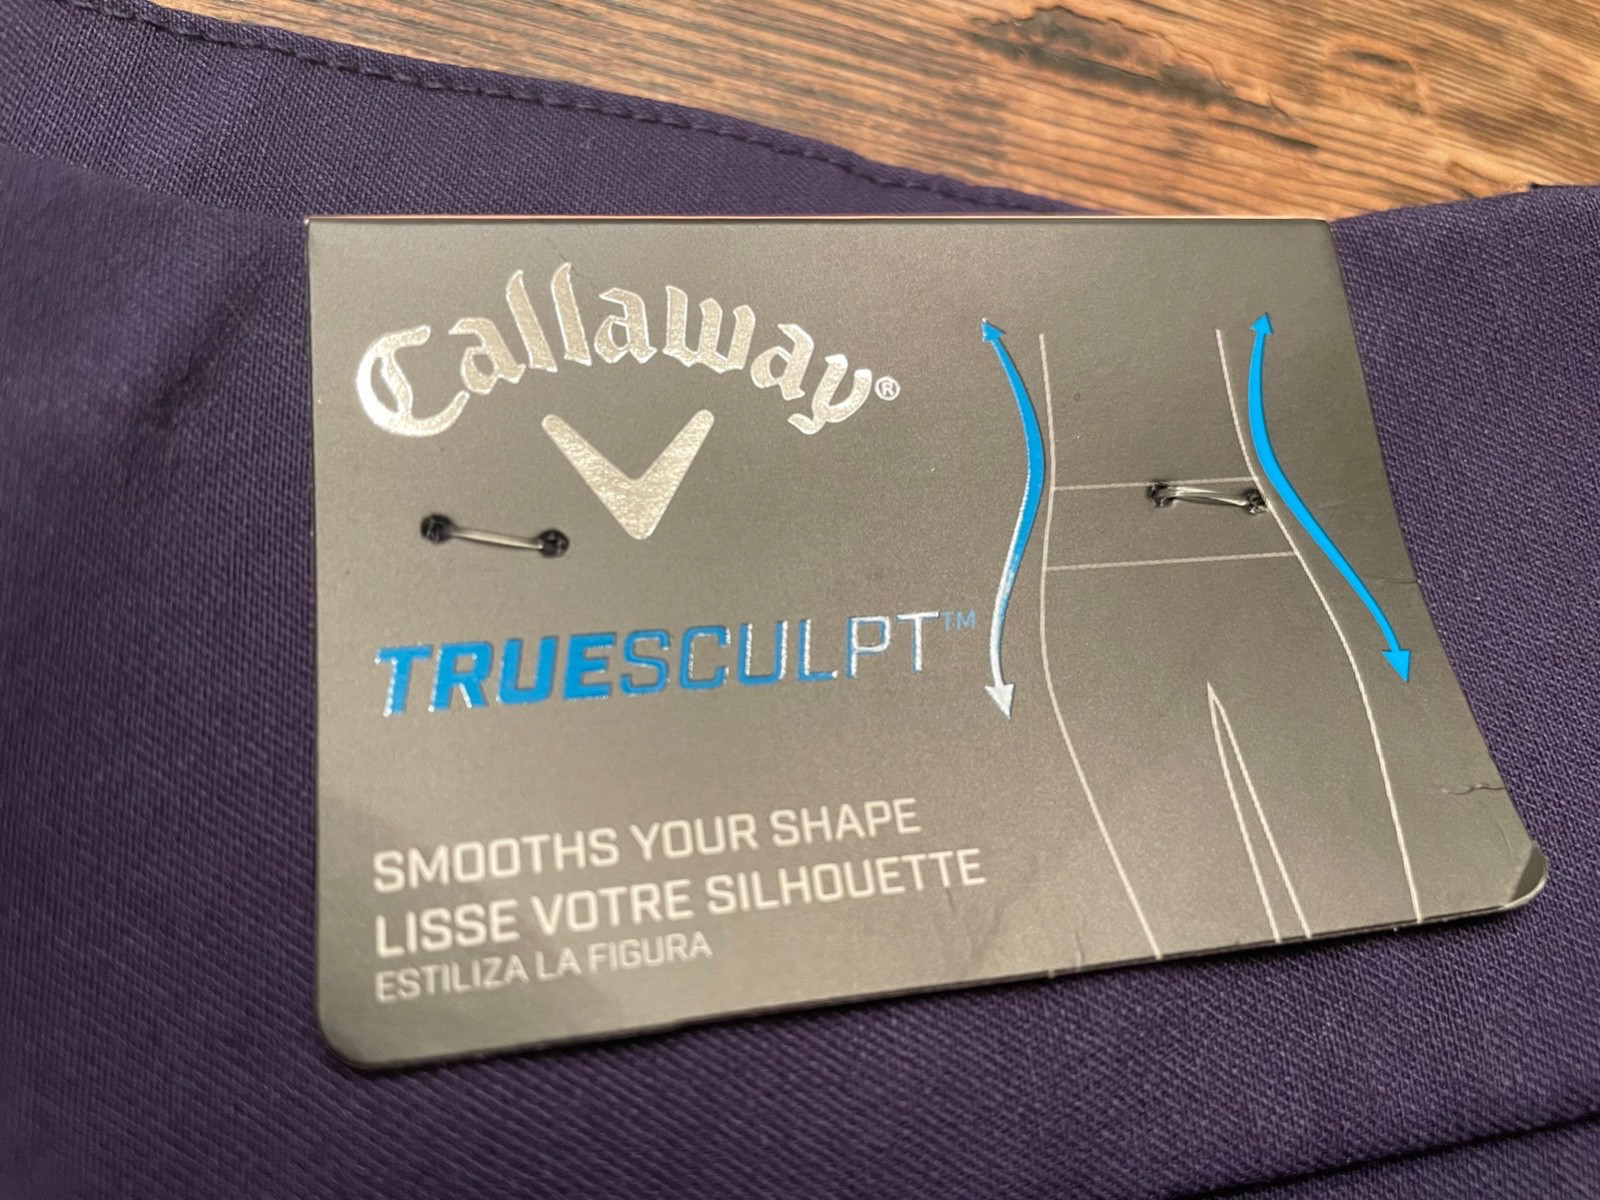 Callaway®
TRUESCULPT™
SMOOTHS YOUR SHAPE
LISSE VOTRE SILHOUETTE
ESTILIZA LA FIGURA